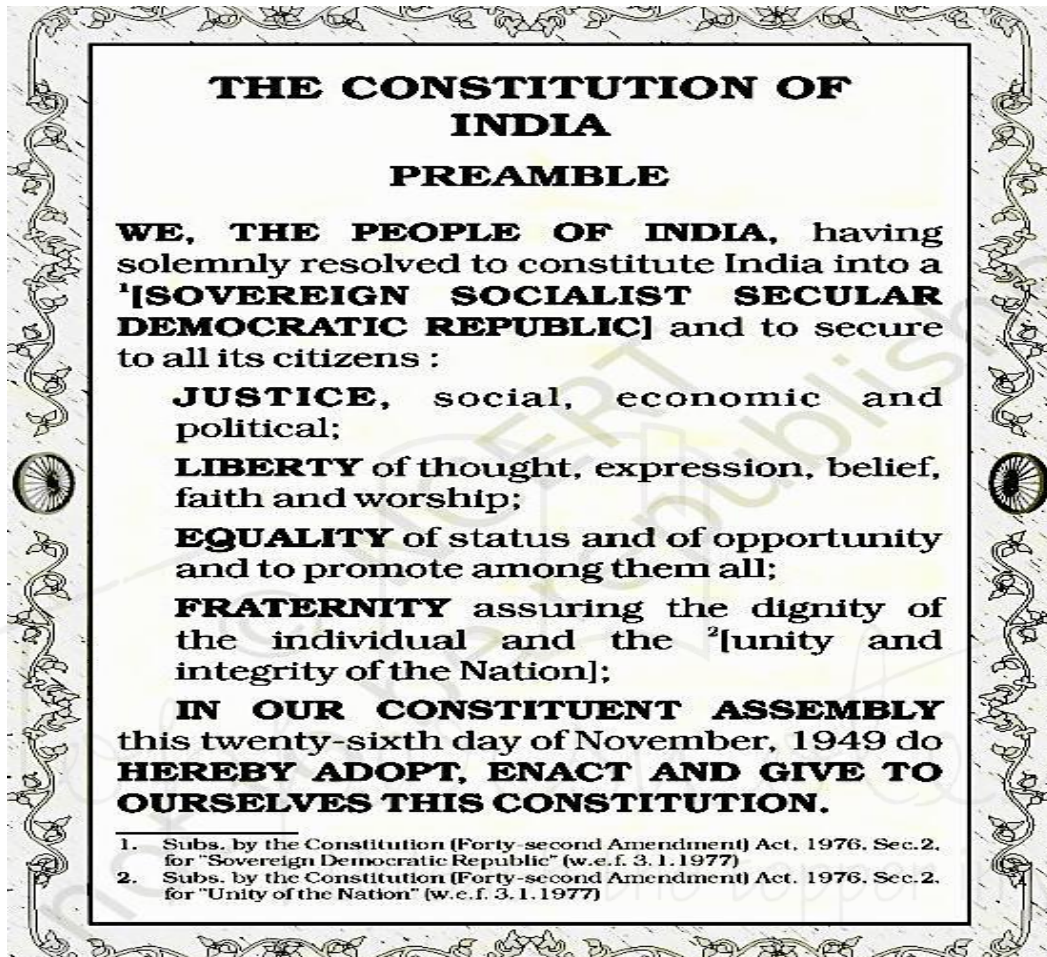 THE CONSTITUTION OF
INDIA
PREAMBLE
WE, THE PEOPLE OF INDIA, having
solemnly resolved to constitute India into a
¹[SOVEREIGN SOCIALIST SECULAR
DEMOCRATIC REPUBLIC] and to secure
to all its citizens :
JUSTICE, social, economic and
political;
LIBERTY of thought, expression, belief,
faith and worship;
EQUALITY of status and of opportunity
and to promote among them all;
FRATERNITY assuring the dignity of
the individual and the ²[unity and
integrity of the Nation];
IN OUR CONSTITUENT ASSEMBLY
this twenty-sixth day of November, 1949 do
HEREBY ADOPT, ENACT AND GIVE TO
OURSELVES THIS CONSTITUTION.
1. Subs. by the Constitution (Forty-second Amendment) Act, 1976, Sec.2,
for "Sovereign Democratic Republic" (w.e.f. 3.1.1977)
2. Subs. by the Constitution (Forty-second Amendment) Act, 1976, Sec.2,
for "Unity of the Nation" (w.e.f. 3.1.1977)
© NCERT